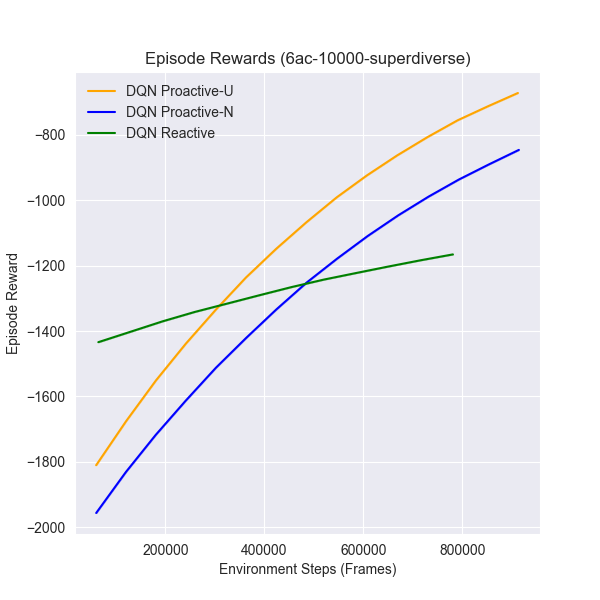 Episode Rewards (6ac-10000-superdiverse)
DQN Proactive-U
DQN Proactive-N
DQN Reactive
−800
−1000
−1200
−1400
−1600
−1800
−2000
Episode Reward
200000 400000 600000 800000
Environment Steps (Frames)